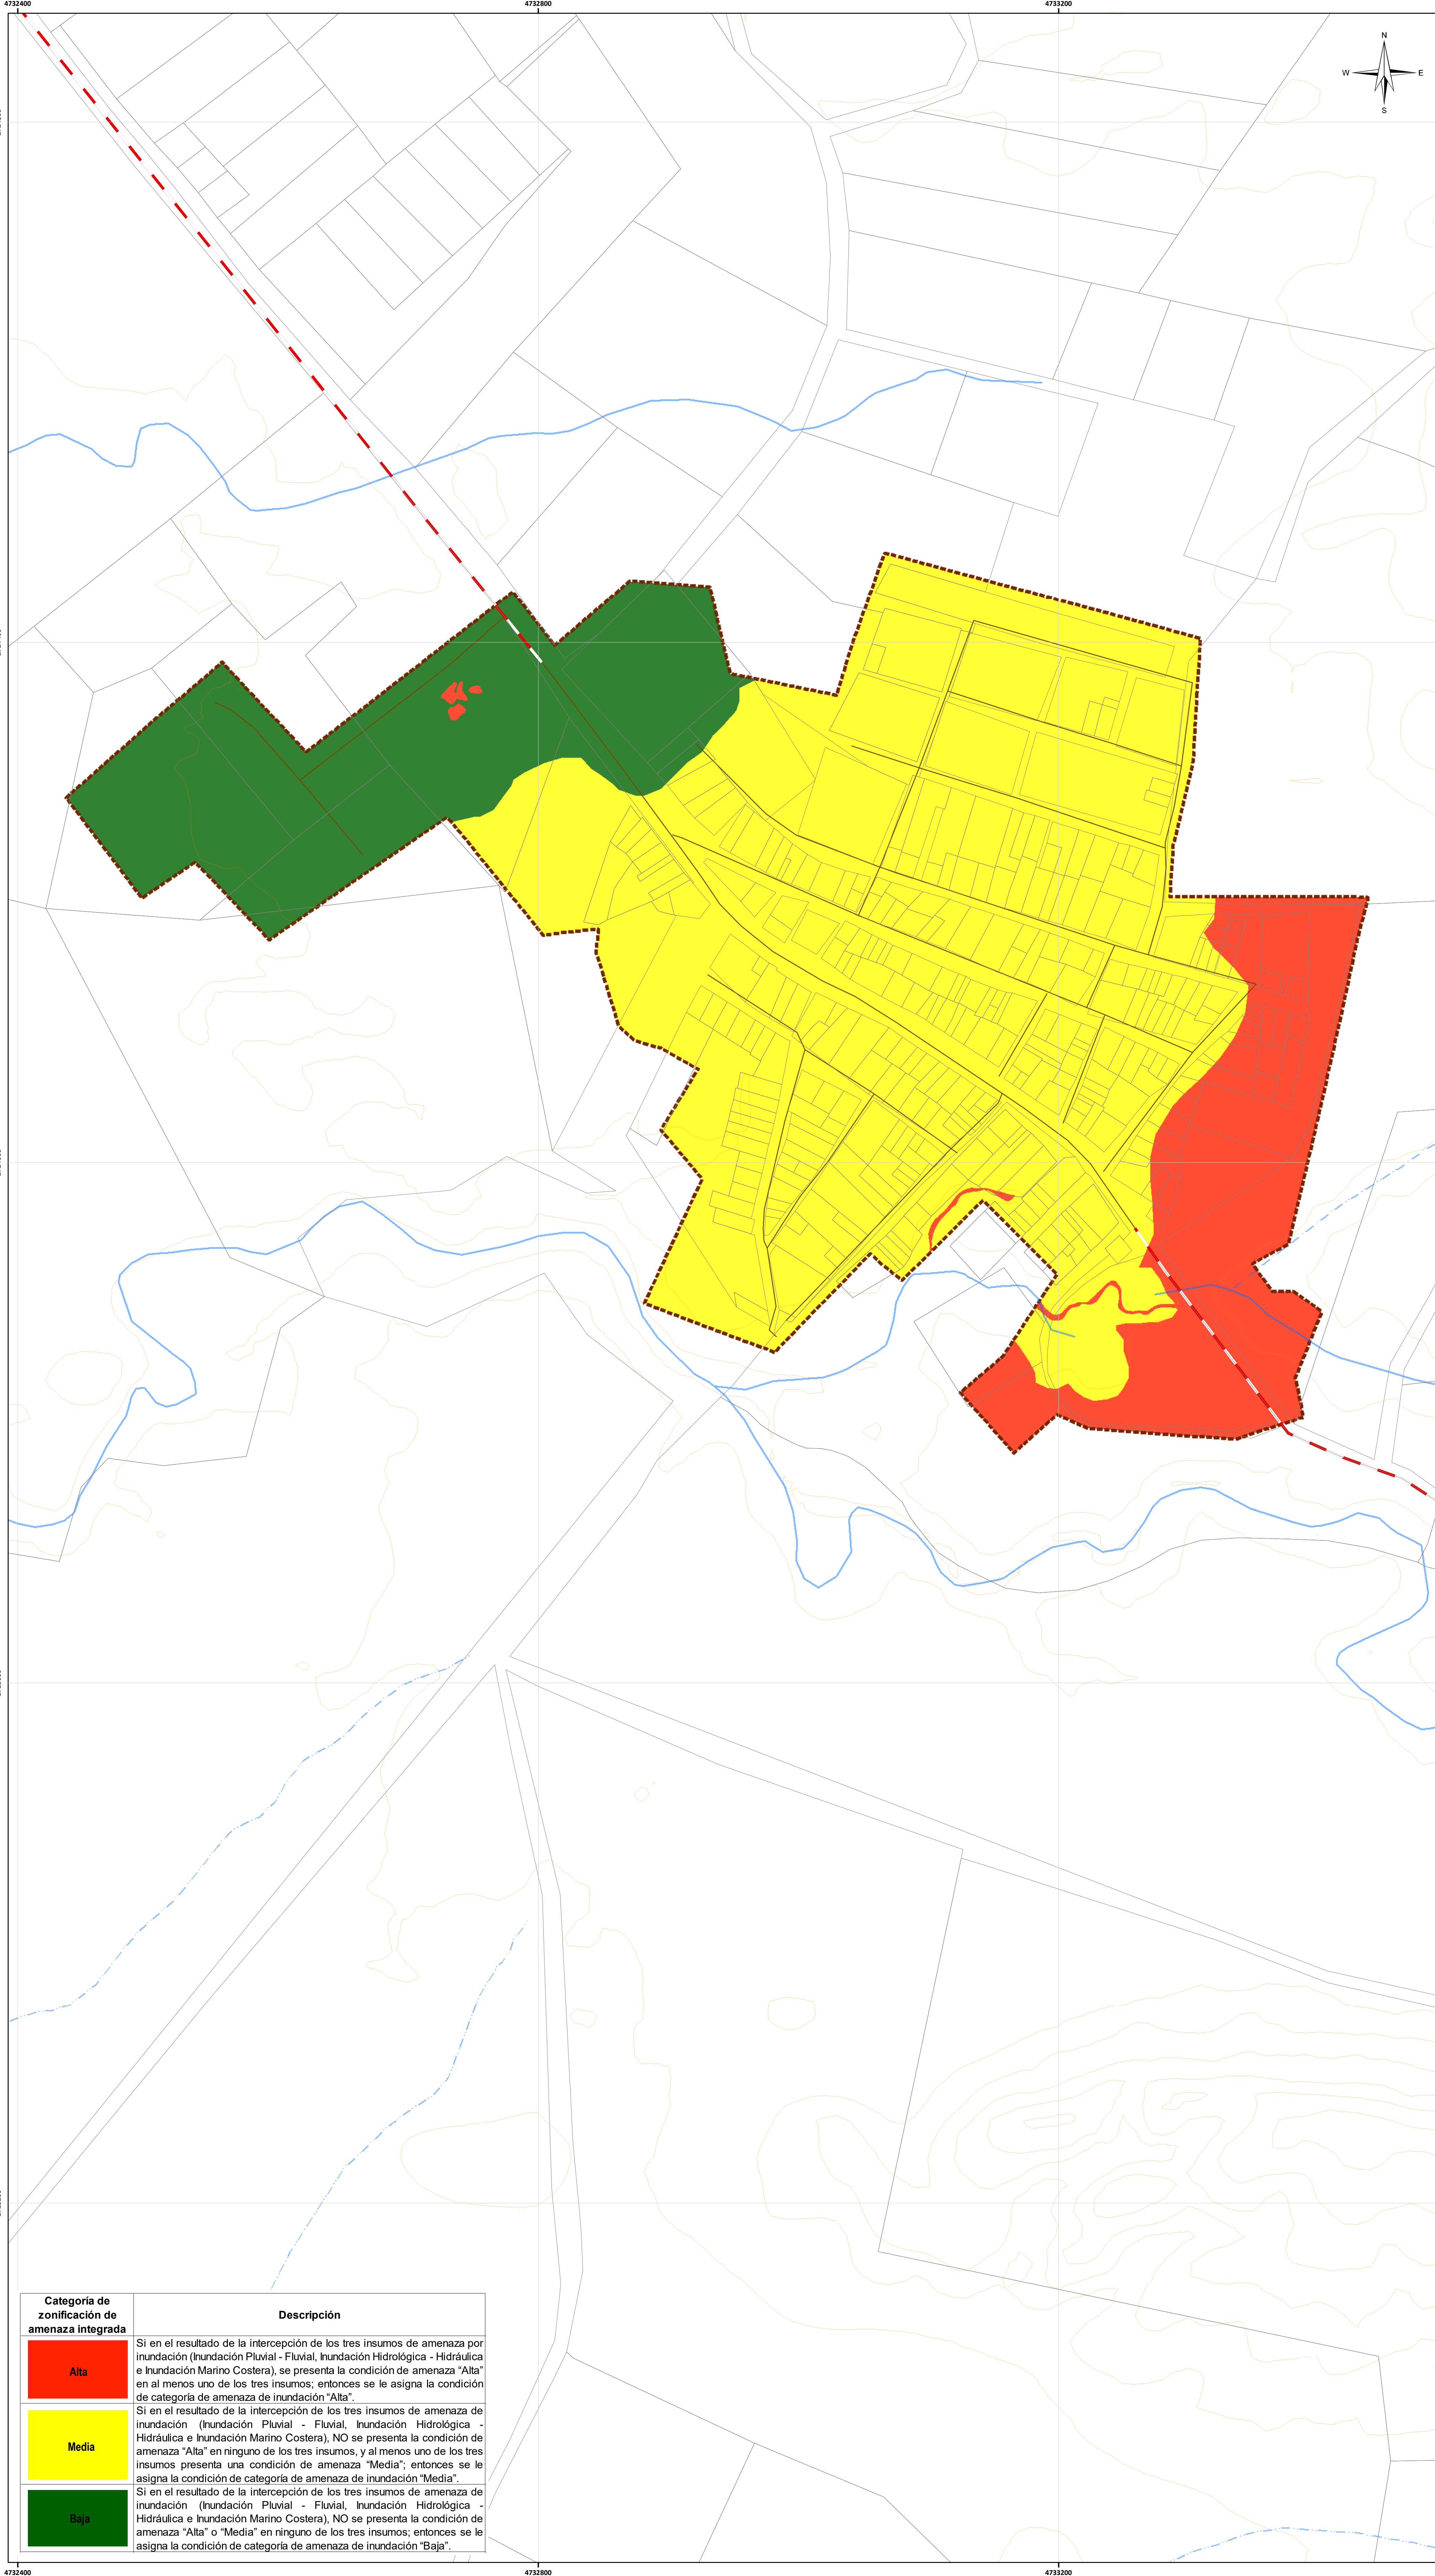 4732400 4732800 4733200
N
W E
S
Categoría de
zonificación de
amenaza integrada
Descripción
Alta
Si en el resultado de la intercepción de los tres insumos de amenaza por
inundación (Inundación Pluvial - Fluvial, Inundación Hidrológica - Hidráulica
e Inundación Marino Costera), se presenta la condición de amenaza “Alta”
en al menos uno de los tres insumos; entonces se le asigna la condición
de categoría de amenaza de inundación “Alta”.
Media
Si en el resultado de la intercepción de los tres insumos de amenaza de
inundación (Inundación Pluvial - Fluvial, Inundación Hidrológica -
Hidráulica e Inundación Marino Costera), NO se presenta la condición de
amenaza “Alta” en ninguno de los tres insumos, y al menos uno de los tres
insumos presenta una condición de amenaza “Media”; entonces se le
asigna la condición de categoría de amenaza de inundación “Media”.
Baja
Si en el resultado de la intercepción de los tres insumos de amenaza de
inundación (Inundación Pluvial - Fluvial, Inundación Hidrológica -
Hidráulica e Inundación Marino Costera), NO se presenta la condición de
amenaza “Alta” o “Media” en ninguno de los tres insumos; entonces se le
asigna la condición de categoría de amenaza de inundación “Baja”.
4732400 4732800 4733200